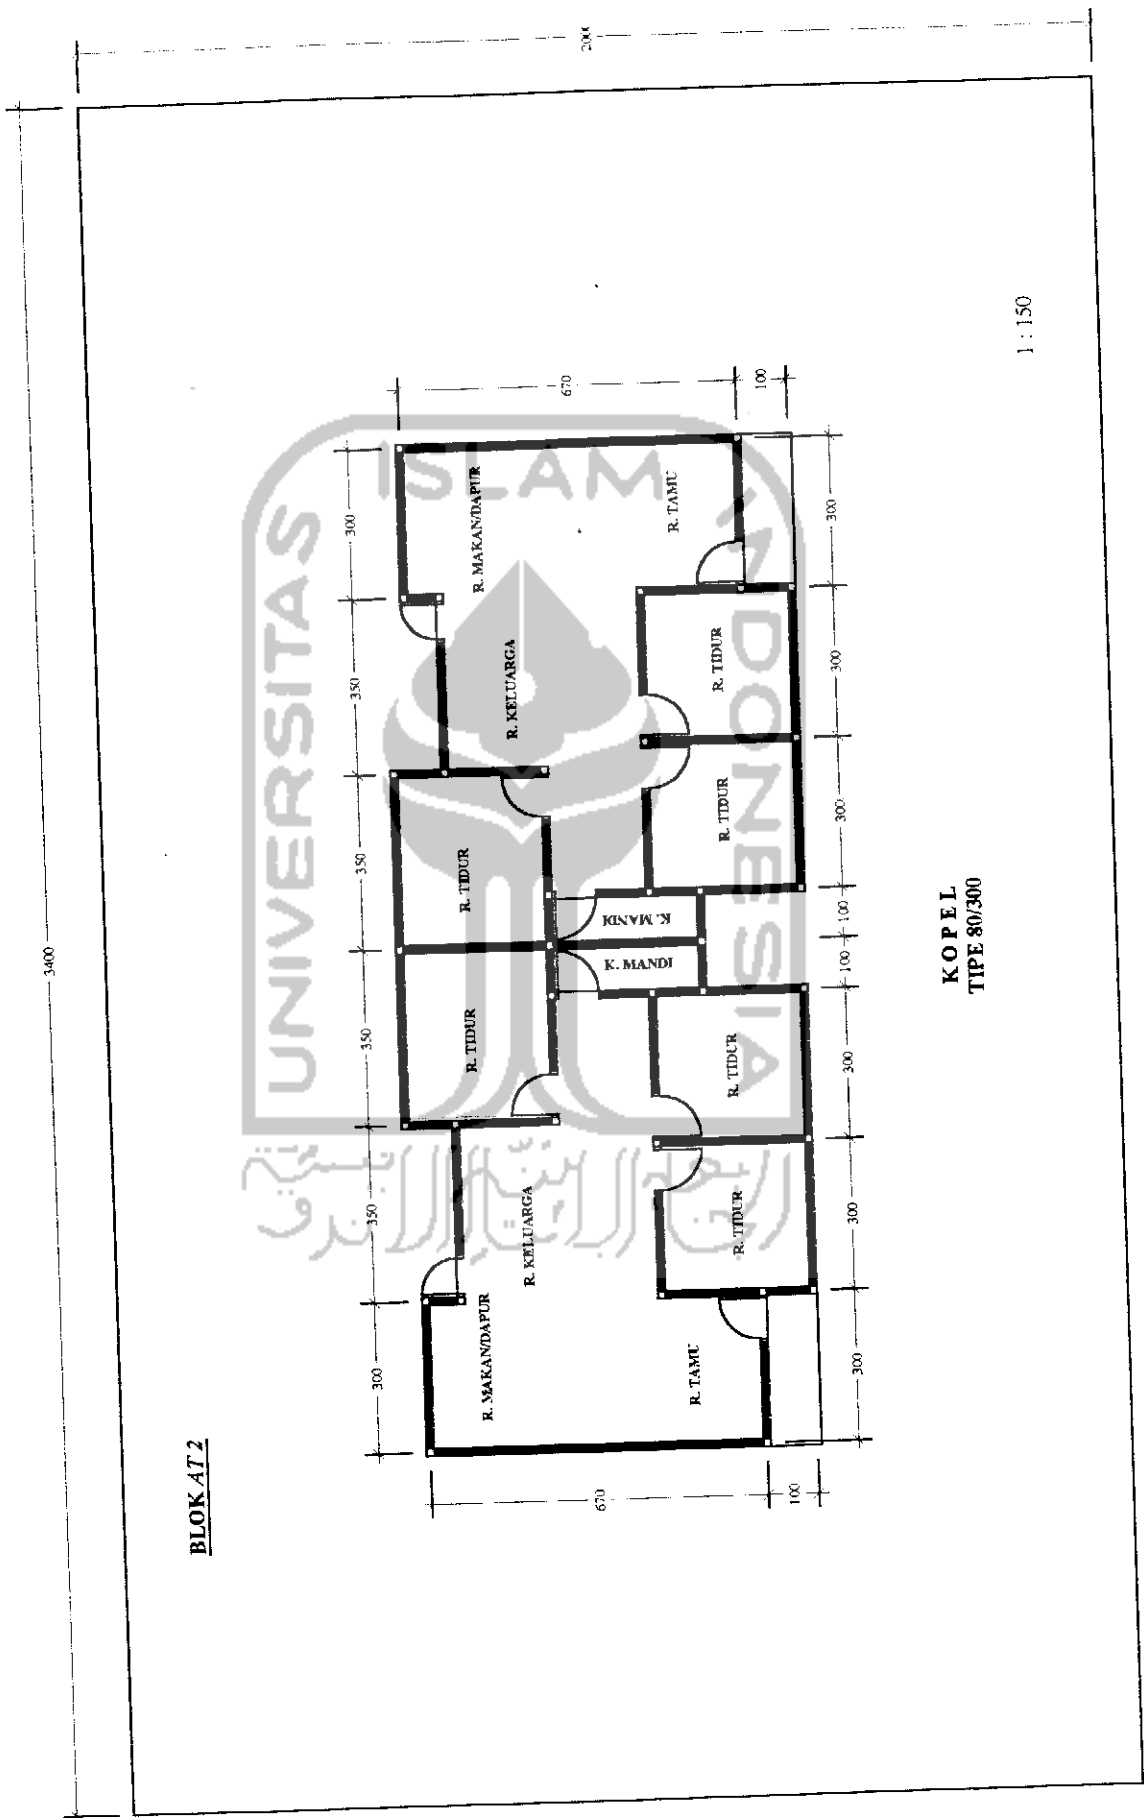 3400
2000
BLOK AT 2
300
350
350
350
350
300
670
100
670
100
R. MAKAN/DAPUR
R. KELUARGA
R. TIDUR
R. TIDUR
R. KELUARGA
R. MAKAN/DAPUR
K. MANDI
K. MANDI
R. TAMU
R. TIDUR
R. TIDUR
R. TIDUR
R. TIDUR
R. TAMU
300
300
300
100
100
300
300
300
KOPEL
TIPE 80/300
1 : 150
UNIVERSITAS
ISLAM
INDONESIA